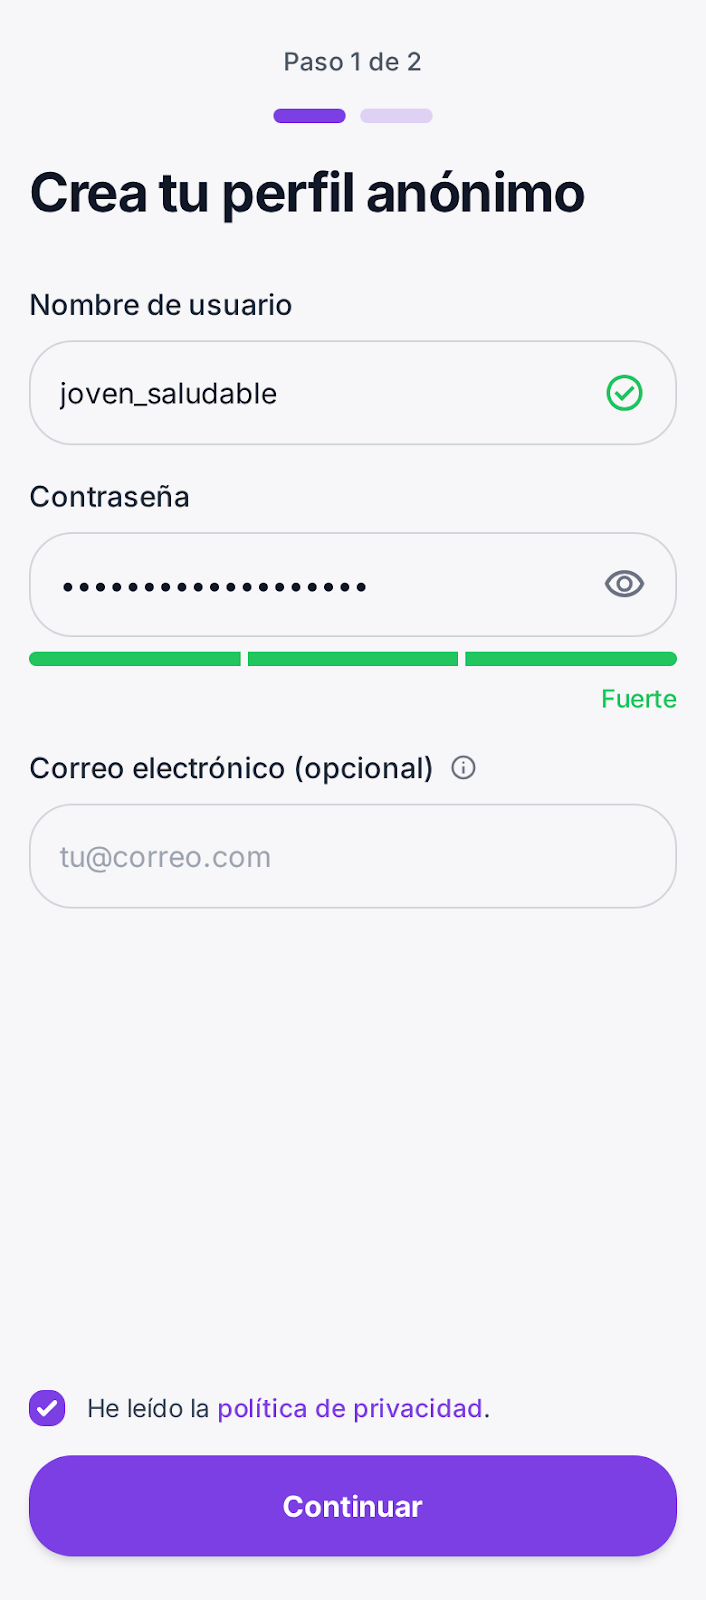 Paso 1 de 2
Crea tu perfil anónimo
Nombre de usuario
joven_saludable
Contraseña
•••••••••••••••••••
Fuerte
Correo electrónico (opcional)
tu@correo.com
He leído la política de privacidad.
Continuar